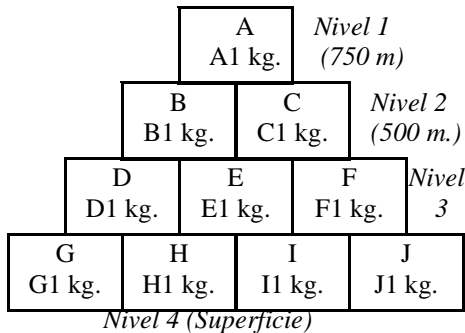 A Nivel 1
A1 kg. (750 m)
B C Nivel 2
B1 kg. C1 kg. (500 m.)
D E F Nivel
D1 kg. E1 kg. F1 kg. 3
G H I J
G1 kg. H1 kg. I1 kg. J1 kg.
Nivel 4 (Superficie)